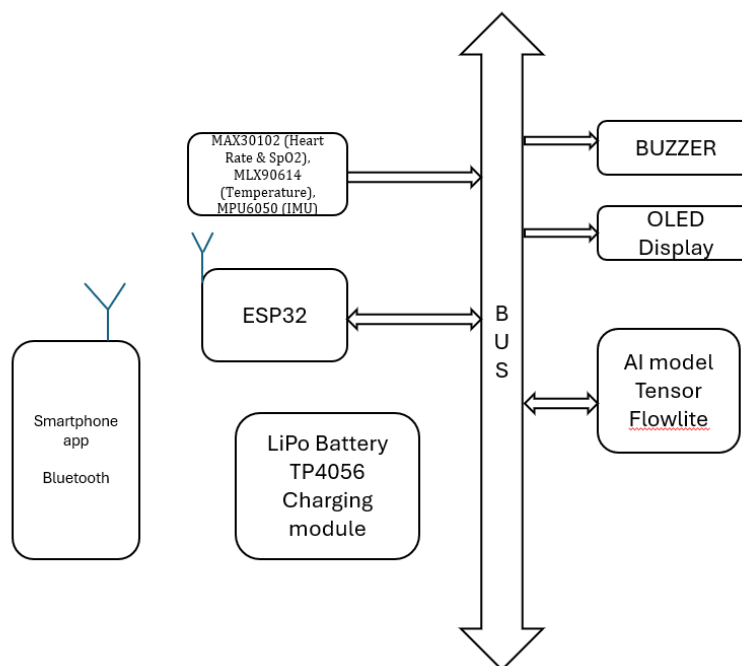 MAX30102 (Heart
Rate & SpO2),
MLX90614
(Temperature),
MPU6050 (IMU)
ESP32
Smartphone
app
Bluetooth
LiPo Battery
TP4056
Charging
module
B
U
S
BUZZER
OLED
Display
AI model
Tensor
Flowlite